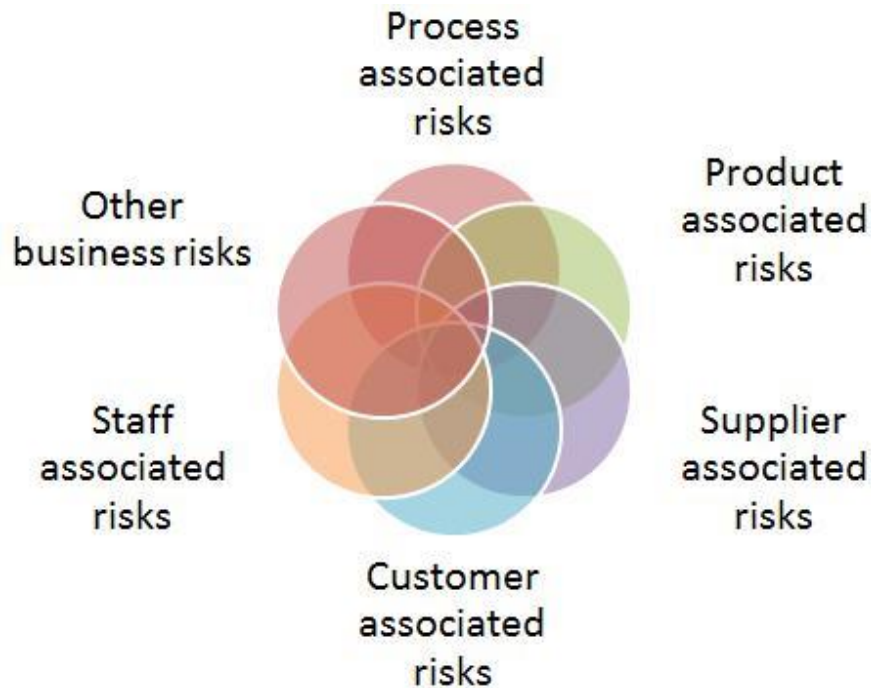 Process
associated
risks
Product
associated
risks
Supplier
associated
risks
Customer
associated
risks
Staff
associated
risks
Other
business risks